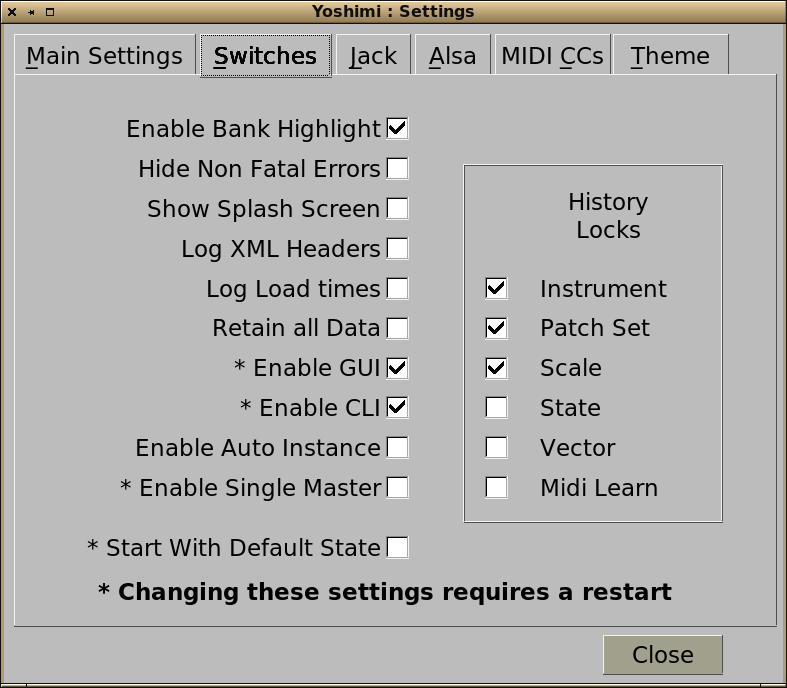 Yoshimi : Settings
Main Settings Switches Jack Alsa MIDI CCs Theme
Enable Bank Highlight
Hide Non Fatal Errors
Show Splash Screen
Log XML Headers
Log Load times
Retain all Data
* Enable GUI
* Enable CLI
Enable Auto Instance
* Enable Single Master
* Start With Default State
History
Locks
Instrument
Patch Set
Scale
State
Vector
Midi Learn
* Changing these settings requires a restart
Close